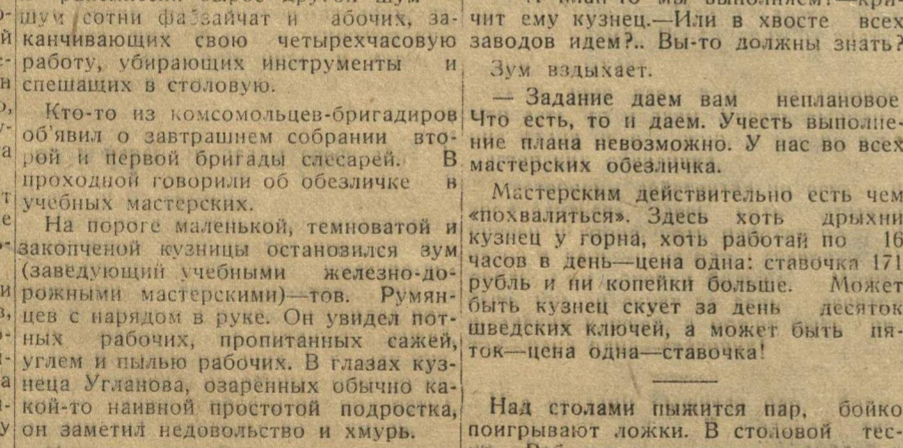 шум сотни фабзайчат и рабочих, за-
канчивающих свою четырехчасовую
работу, убирающих инструменты и
спешащих в столовую.
Кто-то из комсомольцев-бригадиров
об'явил о завтрашнем собрании вто-
рой и первой бригады слесарей. В
проходной говорили об обезличке в
учебных мастерских.
На пороге маленькой, темноватой и
закопченой кузницы остановился зум
(заведующий учебными железно-до-
рожными мастерскими)—тов. Румян-
цев с нарядом в руке. Он увидел пот-
ных рабочих, пропитанных сажей,
углем и пылью рабочих. В глазах куз-
неца Угланова, озаренных обычно ка-
кой-то наивной простотой подростка,
он заметил недовольство и хмурь.
чит ему кузнец.—Или в хвосте всех
заводов идем?.. Вы-то должны знать?
Зум вздыхает.
— Задание даем вам неплановое
Что есть, то и даем. Учесть выполне-
ние плана невозможно. У нас во всех
мастерских обезличка.
Мастерским действительно есть чем
«похвалиться». Здесь хоть дрыхни
кузнец у горна, хоть работай по 16
часов в день—цена одна: ставочка 171
рубль и ни копейки больше. Может
быть кузнец скует за день десяток
шведских ключей, а может быть пя-
ток—цена одна—ставочка!
Над столами пыжится пар, бойко
поигрывают ложки. В столовой тес-